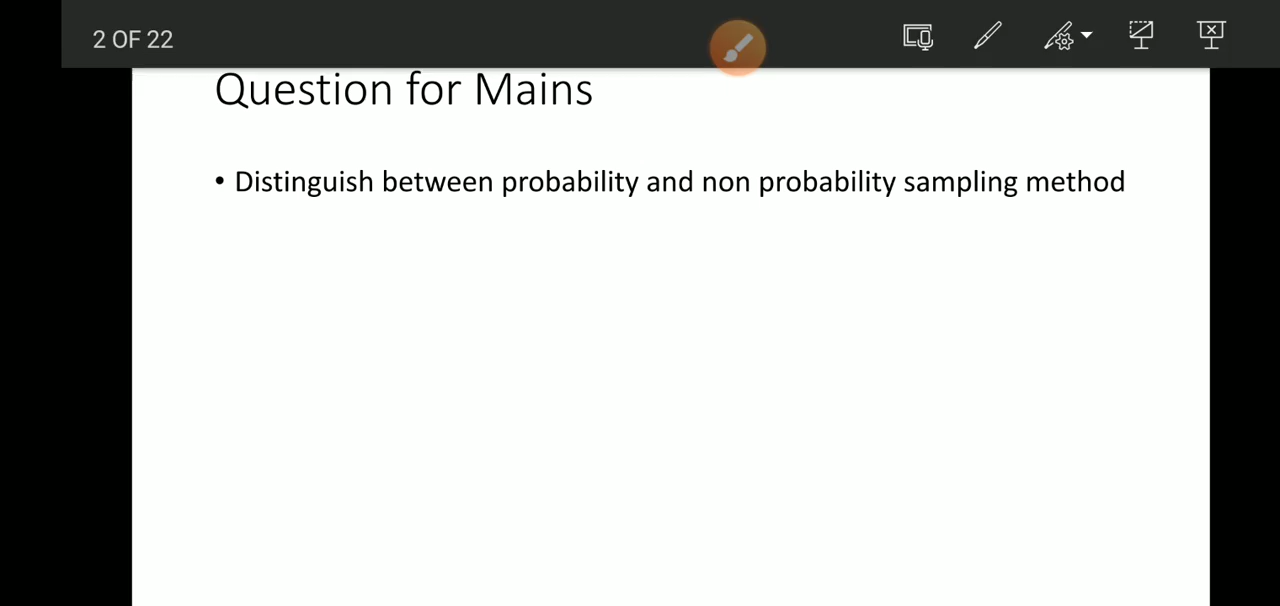 2 OF 22
Question for Mains
• Distinguish between probability and non probability sampling method